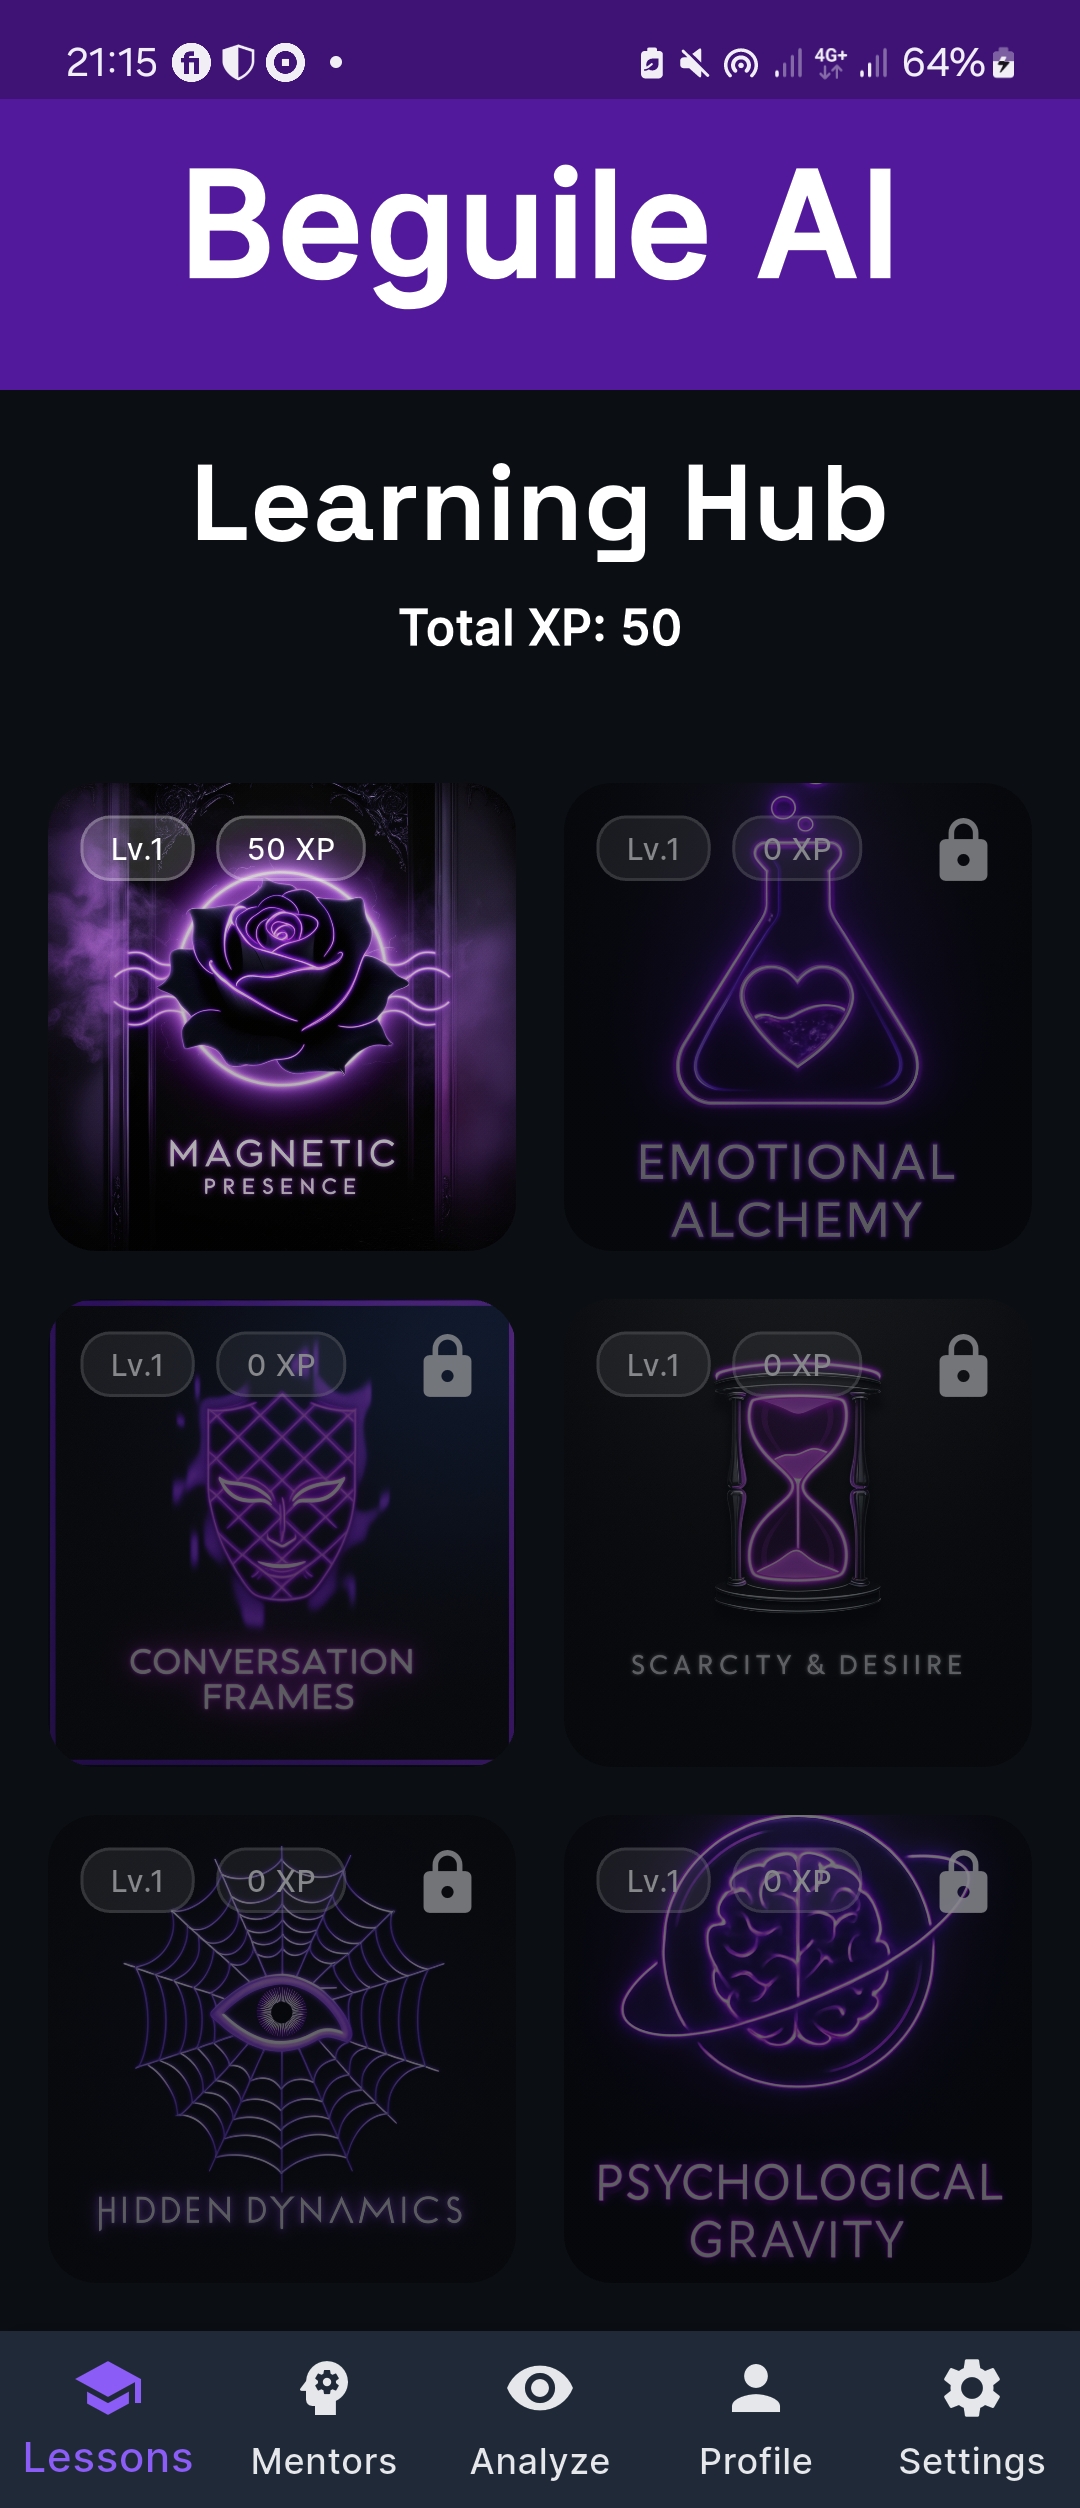 21:15
4G+
64%
Beguile AI
Learning Hub
Total XP: 50
Lv.1 50 XP
MAGNETIC
PRESENCE
Lv.1 0 XP
EMOTIONAL
ALCHEMY
Lv.1 0 XP
CONVERSATION
FRAMES
Lv.1 0 XP
SCARCITY & DESIIRE
Lv.1 0 XP
HIDDEN DYNAMICS
Lv.1 0 XP
PSYCHOLOGICAL
GRAVITY
Lessons Mentors Analyze Profile Settings